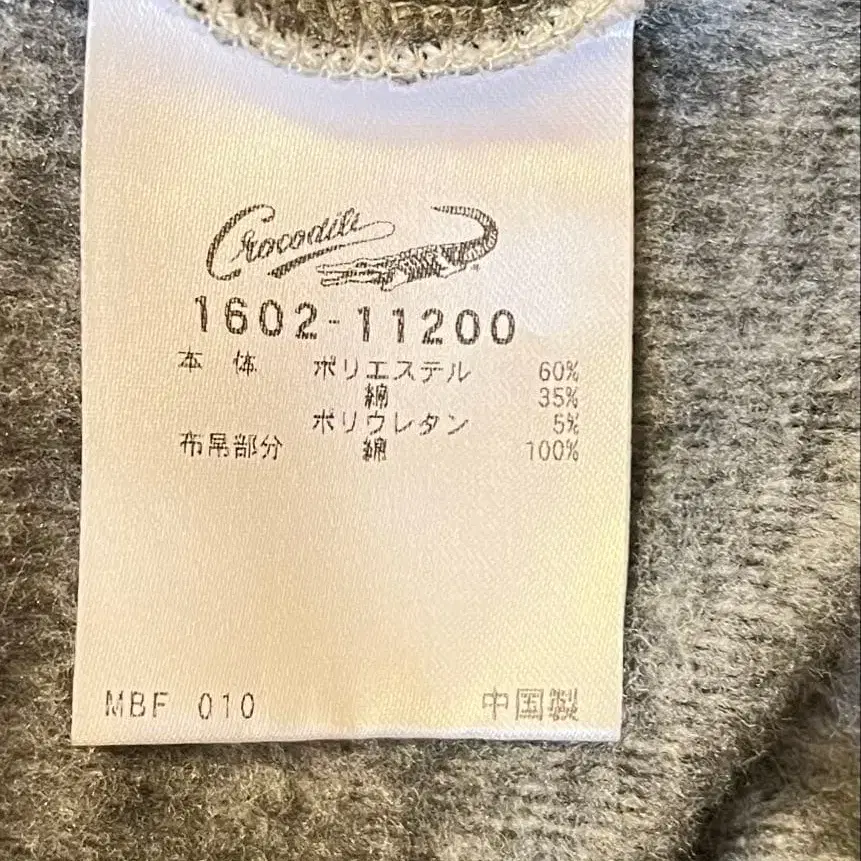 Crocodile
1602-11200
本体 ポリエステル 60%
綿 35%
ポリウレタン 5%
布帛部分 綿 100%
MBF 010 中国製